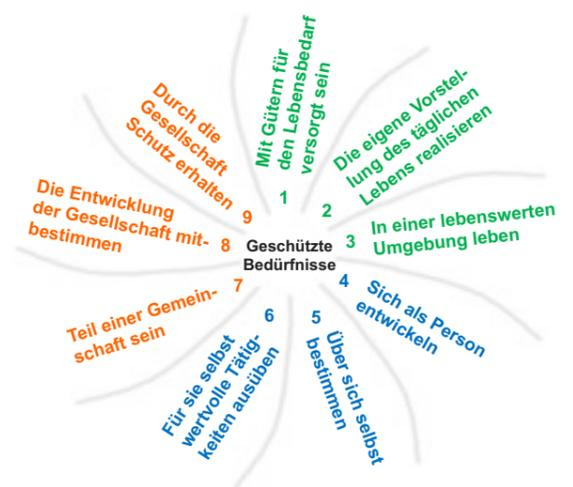 Geschützte
Bedürfnisse
1
Mit Gütern für
den Lebensbedarf
versorgt sein
2
Die eigene Vorstel-
lung des täglichen
Lebens realisieren
3
In einer lebenswerten
Umgebung leben
4
Sich als Person
entwickeln
5
Über sich selbst
bestimmen
6
Für sie selbst
wertvolle Tätig-
keiten ausüben
7
Teil einer Gemein-
schaft sein
8
Die Entwicklung
der Gesellschaft mit-
bestimmen
9
Durch die
Gesellschaft
Schutz erhalten